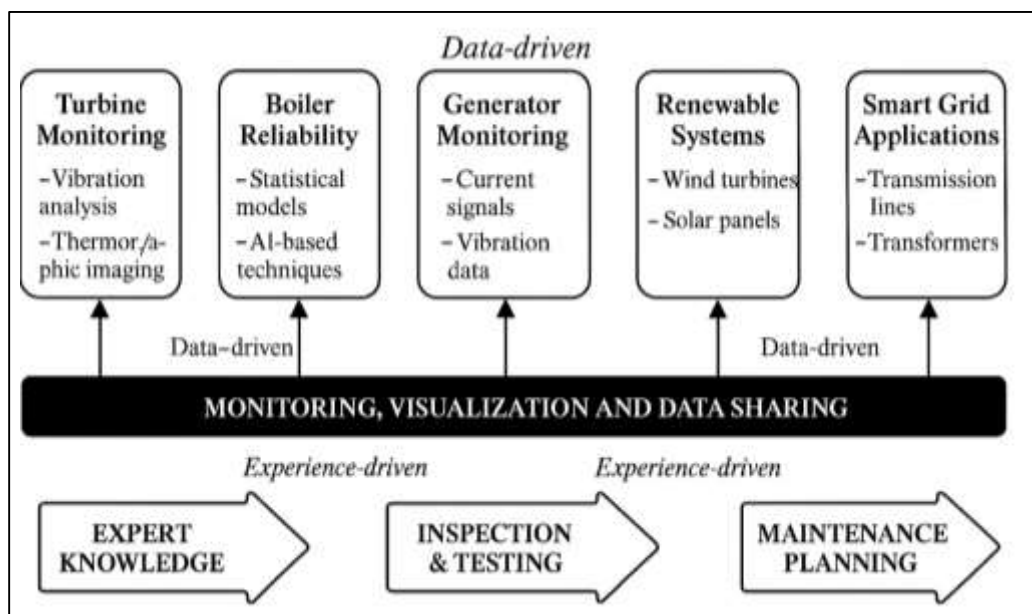 Data-driven
Turbine
Monitoring
–Vibration
analysis
–Thermor/a-
phic imaging
Boiler
Reliability
–Statistical
models
–AI-based
techniques
Generator
Monitoring
–Current
signals
–Vibration
data
Renewable
Systems
–Wind turbines
–Solar panels
Smart Grid
Applications
–Transmission
lines
–Transformers
Data–driven
Data-driven
MONITORING, VISUALIZATION AND DATA SHARING
Experience-driven
Experience-driven
EXPERT
KNOWLEDGE
INSPECTION
& TESTING
MAINTENANCE
PLANNING